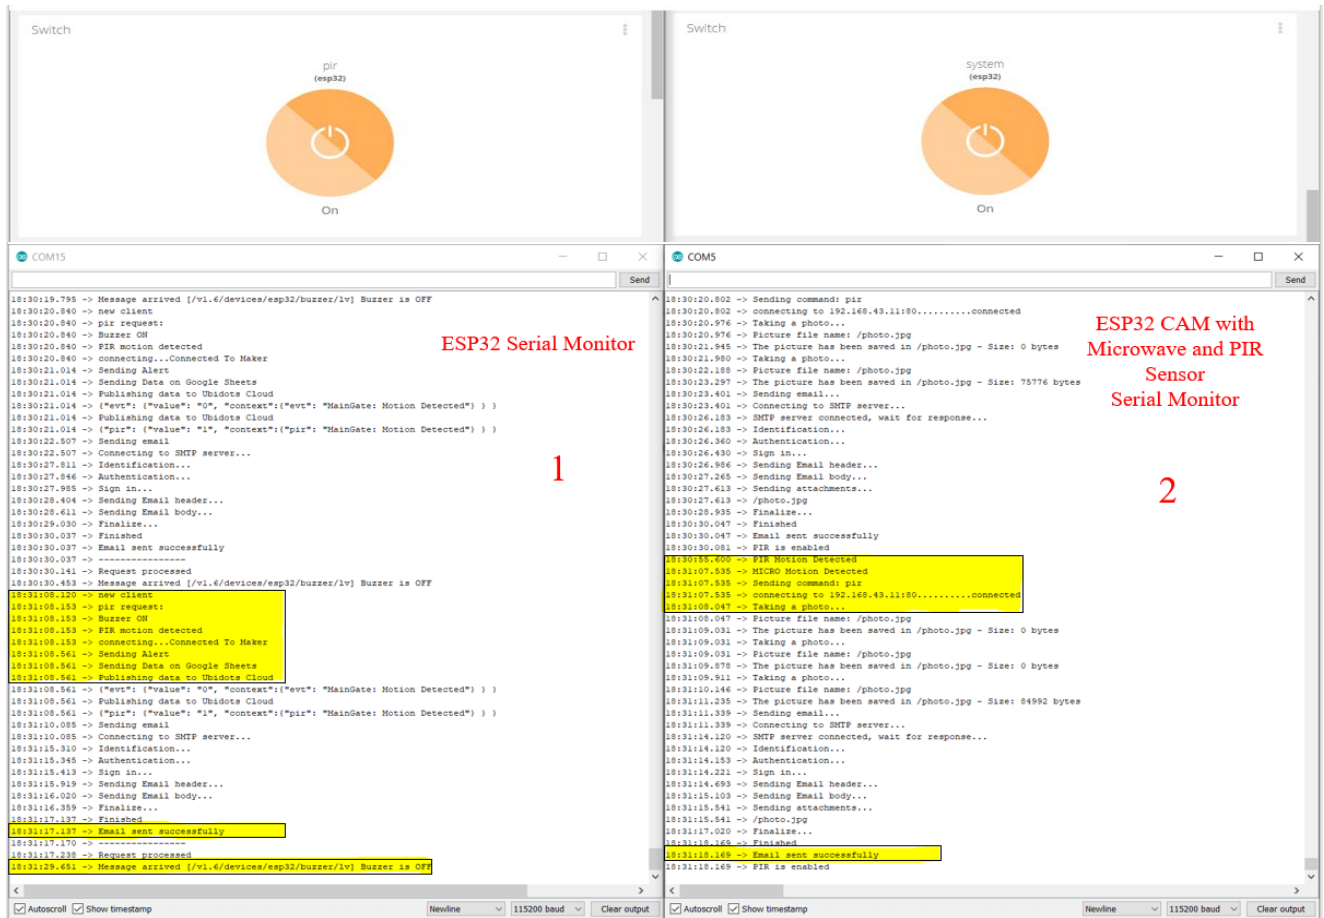 Switch
pir
(esp32)
On
Switch
system
(esp32)
On
COM15
Send
18:30:19.795 -> Message arrived [/v1.6/devices/esp32/buzzer/lv] Buzzer is OFF
18:30:20.840 -> new client
18:30:20.840 -> pir request:
18:30:20.840 -> Buzzer ON
18:30:20.840 -> PIR motion detected
18:30:20.840 -> connecting...Connected To Maker
18:30:21.014 -> Sending Alert
18:30:21.014 -> Sending Data on Google Sheets
18:30:21.014 -> Publishing data to Ubidots Cloud
18:30:21.014 -> {"evt": {"value": "0", "context":{"evt": "MainGate: Motion Detected"} } }
18:30:21.014 -> Publishing data to Ubidots Cloud
18:30:21.014 -> {"pir": {"value": "1", "context":{"pir": "MainGate: Motion Detected"} } }
18:30:22.507 -> Sending email
18:30:22.507 -> Connecting to SMTP server...
18:30:27.811 -> Identification...
18:30:27.846 -> Authentication...
18:30:27.985 -> Sign in...
18:30:28.404 -> Sending Email header...
18:30:28.611 -> Sending Email body...
18:30:29.030 -> Finalize...
18:30:30.037 -> Finished
18:30:30.037 -> Email sent successfully
18:30:30.037 -> ----------------
18:30:30.141 -> Request processed
18:30:30.453 -> Message arrived [/v1.6/devices/esp32/buzzer/lv] Buzzer is OFF
18:31:08.120 -> new client
18:31:08.153 -> pir request:
18:31:08.153 -> Buzzer ON
18:31:08.153 -> PIR motion detected
18:31:08.153 -> connecting...Connected To Maker
18:31:08.561 -> Sending Alert
18:31:08.561 -> Sending Data on Google Sheets
18:31:08.561 -> Publishing data to Ubidots Cloud
18:31:08.561 -> {"evt": {"value": "0", "context":{"evt": "MainGate: Motion Detected"} } }
18:31:08.561 -> Publishing data to Ubidots Cloud
18:31:08.561 -> {"pir": {"value": "1", "context":{"pir": "MainGate: Motion Detected"} } }
18:31:10.085 -> Sending email
18:31:10.085 -> Connecting to SMTP server...
18:31:15.310 -> Identification...
18:31:15.345 -> Authentication...
18:31:15.413 -> Sign in...
18:31:15.919 -> Sending Email header...
18:31:16.020 -> Sending Email body...
18:31:16.359 -> Finalize...
18:31:17.137 -> Finished
18:31:17.137 -> Email sent successfully
18:31:17.170 -> ----------------
18:31:17.238 -> Request processed
18:31:29.651 -> Message arrived [/v1.6/devices/esp32/buzzer/lv] Buzzer is OFF
ESP32 Serial Monitor
1
Autoscroll
Show timestamp
Newline
115200 baud
Clear output
COM5
Send
18:30:20.802 -> Sending command: pir
18:30:20.802 -> connecting to 192.168.43.11:80..........connected
18:30:20.976 -> Taking a photo...
18:30:20.976 -> Picture file name: /photo.jpg
18:30:21.945 -> The picture has been saved in /photo.jpg - Size: 0 bytes
18:30:21.980 -> Taking a photo...
18:30:22.188 -> Picture file name: /photo.jpg
18:30:23.297 -> The picture has been saved in /photo.jpg - Size: 75776 bytes
18:30:23.401 -> Sending email...
18:30:23.401 -> Connecting to SMTP server...
18:30:26.183 -> SMTP server connected, wait for response...
18:30:26.183 -> Identification...
18:30:26.360 -> Authentication...
18:30:26.430 -> Sign in...
18:30:26.986 -> Sending Email header...
18:30:27.265 -> Sending Email body...
18:30:27.613 -> Sending attachments...
18:30:27.613 -> /photo.jpg
18:30:28.935 -> Finalize...
18:30:30.047 -> Finished
18:30:30.047 -> Email sent successfully
18:30:30.081 -> PIR is enabled
18:30:55.600 -> PIR Motion Detected
18:31:07.535 -> MICRO Motion Detected
18:31:07.535 -> Sending command: pir
18:31:07.535 -> connecting to 192.168.43.11:80..........connected
18:31:08.047 -> Taking a photo...
18:31:08.047 -> Picture file name: /photo.jpg
18:31:09.031 -> The picture has been saved in /photo.jpg - Size: 0 bytes
18:31:09.031 -> Taking a photo...
18:31:09.031 -> Picture file name: /photo.jpg
18:31:09.878 -> The picture has been saved in /photo.jpg - Size: 0 bytes
18:31:09.911 -> Taking a photo...
18:31:10.146 -> Picture file name: /photo.jpg
18:31:11.235 -> The picture has been saved in /photo.jpg - Size: 84992 bytes
18:31:11.339 -> Sending email...
18:31:11.339 -> Connecting to SMTP server...
18:31:14.120 -> SMTP server connected, wait for response...
18:31:14.120 -> Identification...
18:31:14.153 -> Authentication...
18:31:14.221 -> Sign in...
18:31:14.693 -> Sending Email header...
18:31:15.103 -> Sending Email body...
18:31:15.541 -> Sending attachments...
18:31:15.541 -> /photo.jpg
18:31:17.020 -> Finalize...
18:31:18.169 -> Finished
18:31:18.169 -> Email sent successfully
18:31:18.169 -> PIR is enabled
ESP32 CAM with
Microwave and PIR
Sensor
Serial Monitor
2
Autoscroll
Show timestamp
Newline
115200 baud
Clear output